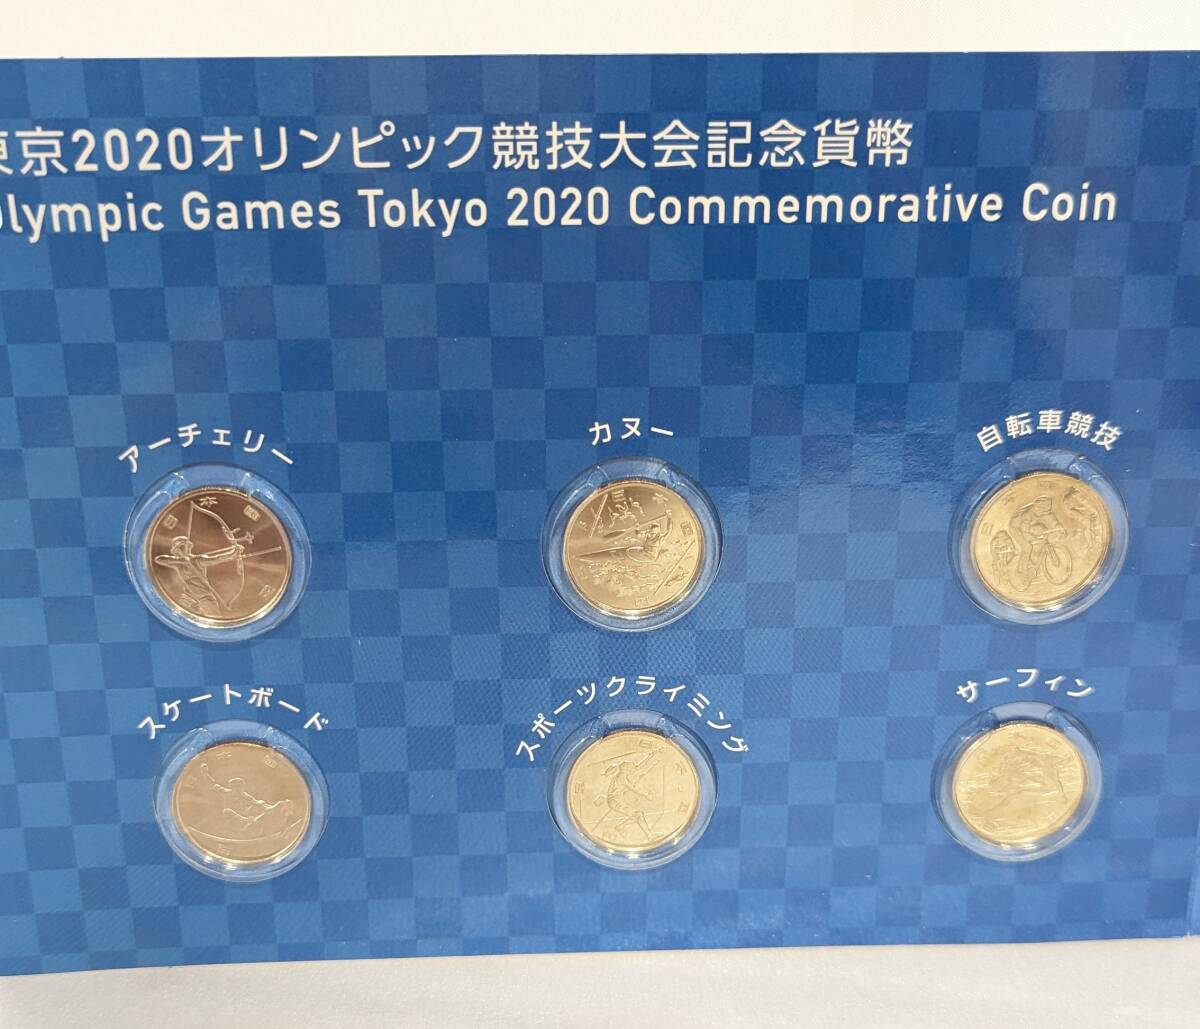 東京2020オリンピック競技大会記念貨幣
Olympic Games Tokyo 2020 Commemorative Coin
アーチェリー
カヌー
自転車競技
日本国
スケートボード
スポーツクライミング
サーフィン